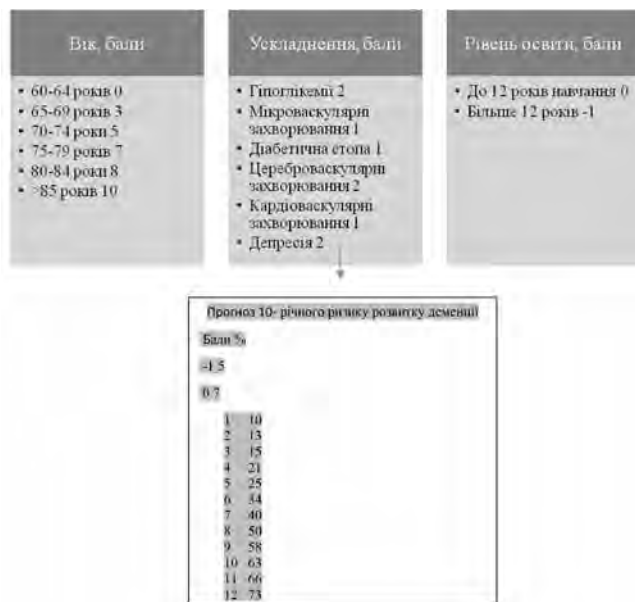 Вік, бали
• 60-64 років 0
• 65-69 років 3
• 70-74 роки 5
• 75-79 років 7
• 80-84 роки 8
• >85 років 10
Ускладнення, бали
• Гіпоглікемії 2
• Мікроваскулярні
захворювання 1
• Діабетична стопа 1
• Цереброваскулярні
захворювання 2
• Кардіоваскулярні
захворювання 1
• Депресія 2
Рівень освіти, бали
• До 12 років навчання 0
• Більше 12 років -1
Прогноз 10- річного ризику розвитку деменції
Бали %
-1 5
0 7
1 10
2 13
3 15
4 21
5 25
6 34
7 40
8 50
9 58
10 63
11 66
12 73